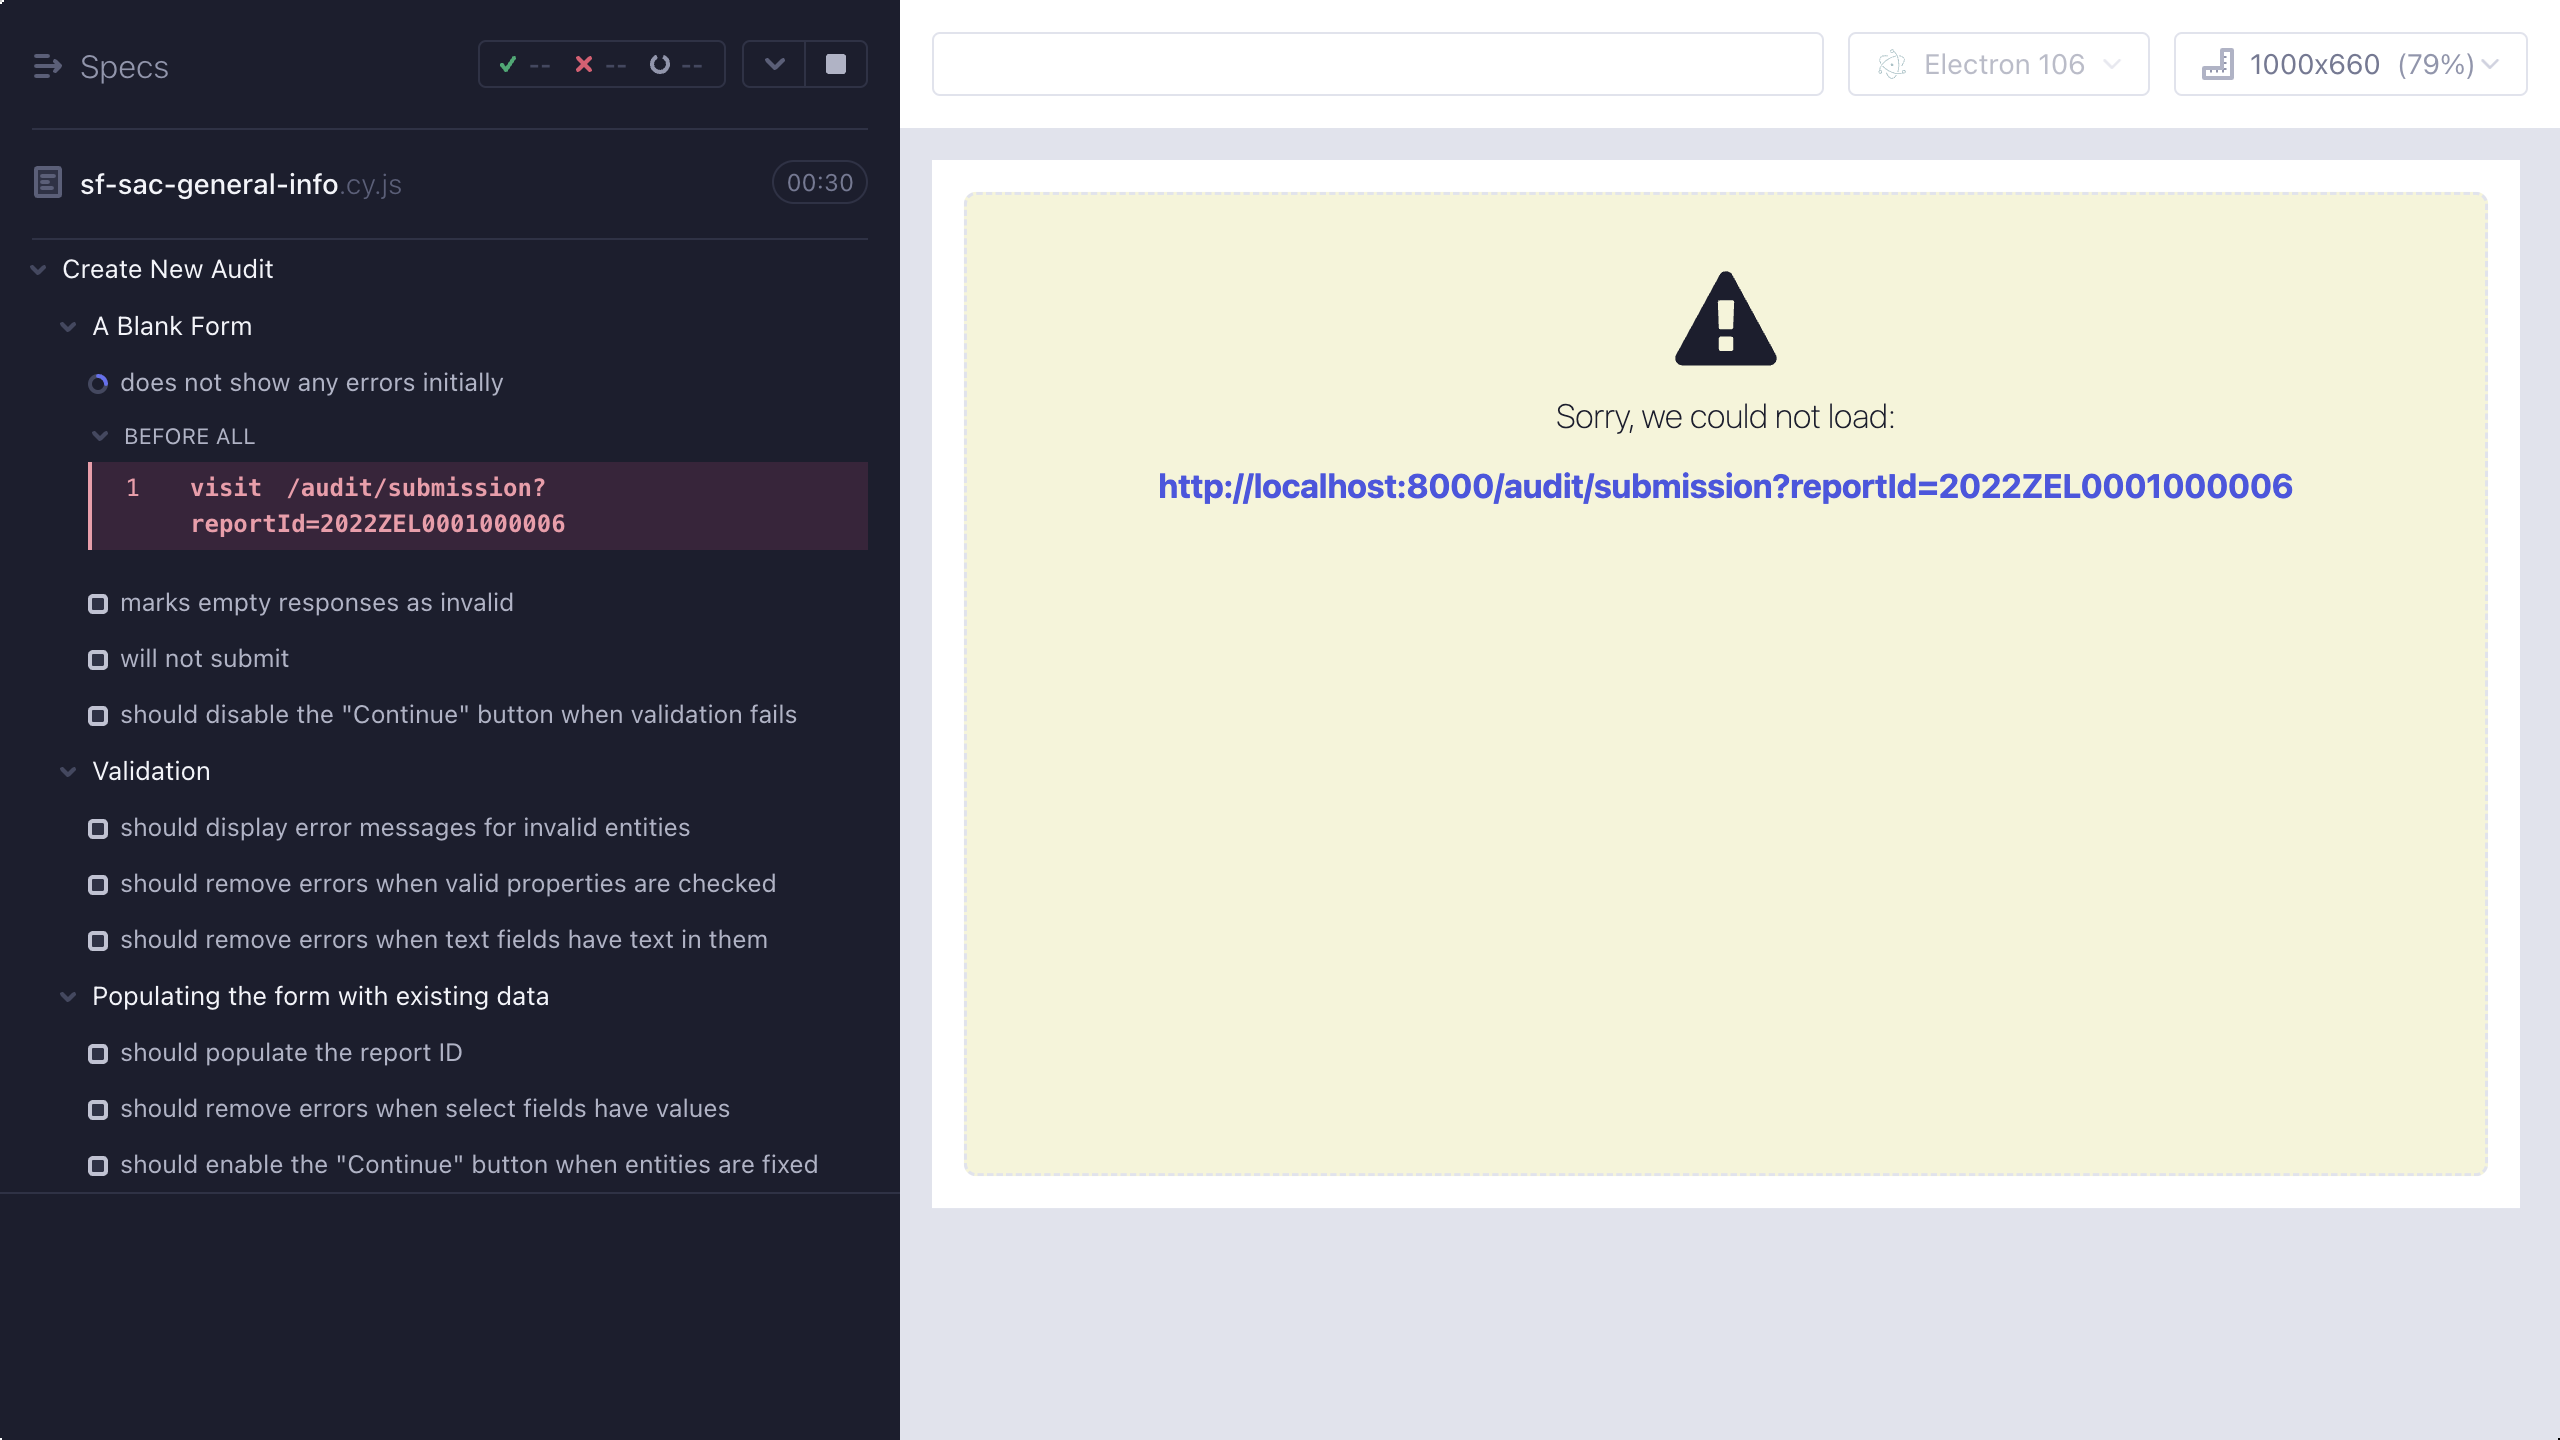 Specs
-- -- --
sf-sac-general-info.cy.js
00:30
Create New Audit
A Blank Form
does not show any errors initially
BEFORE ALL
1 visit /audit/submission?
reportId=2022ZEL0001000006
marks empty responses as invalid
will not submit
should disable the "Continue" button when validation fails
Validation
should display error messages for invalid entities
should remove errors when valid properties are checked
should remove errors when text fields have text in them
Populating the form with existing data
should populate the report ID
should remove errors when select fields have values
should enable the "Continue" button when entities are fixed
Electron 106
1000x660 (79%)
Sorry, we could not load:
http://localhost:8000/audit/submission?reportId=2022ZEL0001000006